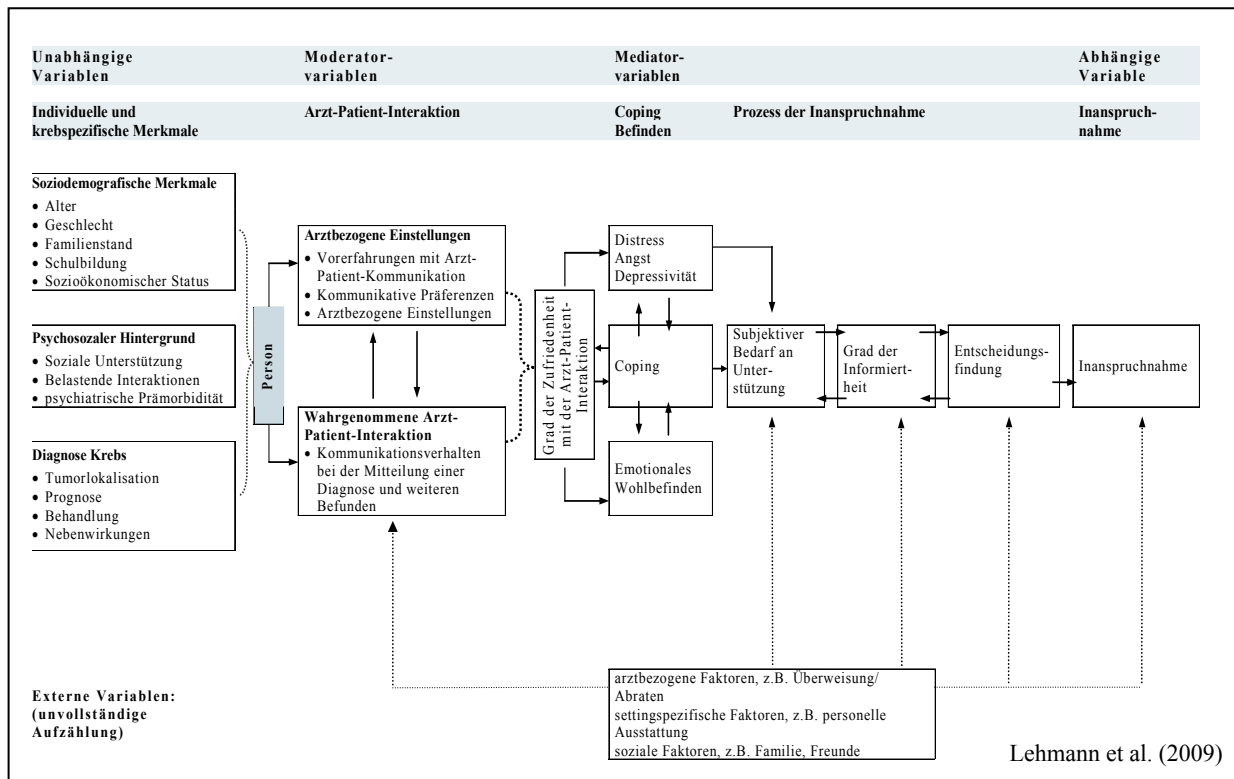 Unabhängige
Variablen
Moderator-
variablen
Mediator-
variablen
Abhängige
Variable
Individuelle und
krebspezifische Merkmale
Arzt-Patient-Interaktion
Coping
Befinden
Prozess der Inanspruchnahme
Inanspruch-
nahme
Soziodemografische Merkmale
• Alter
• Geschlecht
• Familienstand
• Schulbildung
• Sozioökonomischer Status
Psychosozaler Hintergrund
• Soziale Unterstützung
• Belastende Interaktionen
• psychiatrische Prämorbidität
Diagnose Krebs
• Tumorlokalisation
• Prognose
• Behandlung
• Nebenwirkungen
Person
Arztbezogene Einstellungen
• Vorerfahrungen mit Arzt-
Patient-Kommunikation
• Kommunikative Präferenzen
• Arztbezogene Einstellungen
Wahrgenommene Arzt-
Patient-Interaktion
• Kommunikationsverhalten
bei der Mitteilung einer
Diagnose und weiteren
Befunden
Grad der Zufriedenheit
mit der Arzt-Patient-
Interaktion
Distress
Angst
Depressivität
Coping
Emotionales
Wohlbefinden
Subjektiver
Bedarf an
Unter-
stützung
Grad der
Informiert-
heit
Entscheidungs-
findung
Inanspruchnahme
Externe Variablen:
(unvollständige
Aufzählung)
arztbezogene Faktoren, z.B. Überweisung/
Abraten
settingspezifische Faktoren, z.B. personelle
Ausstattung
soziale Faktoren, z.B. Familie, Freunde
Lehmann et al. (2009)